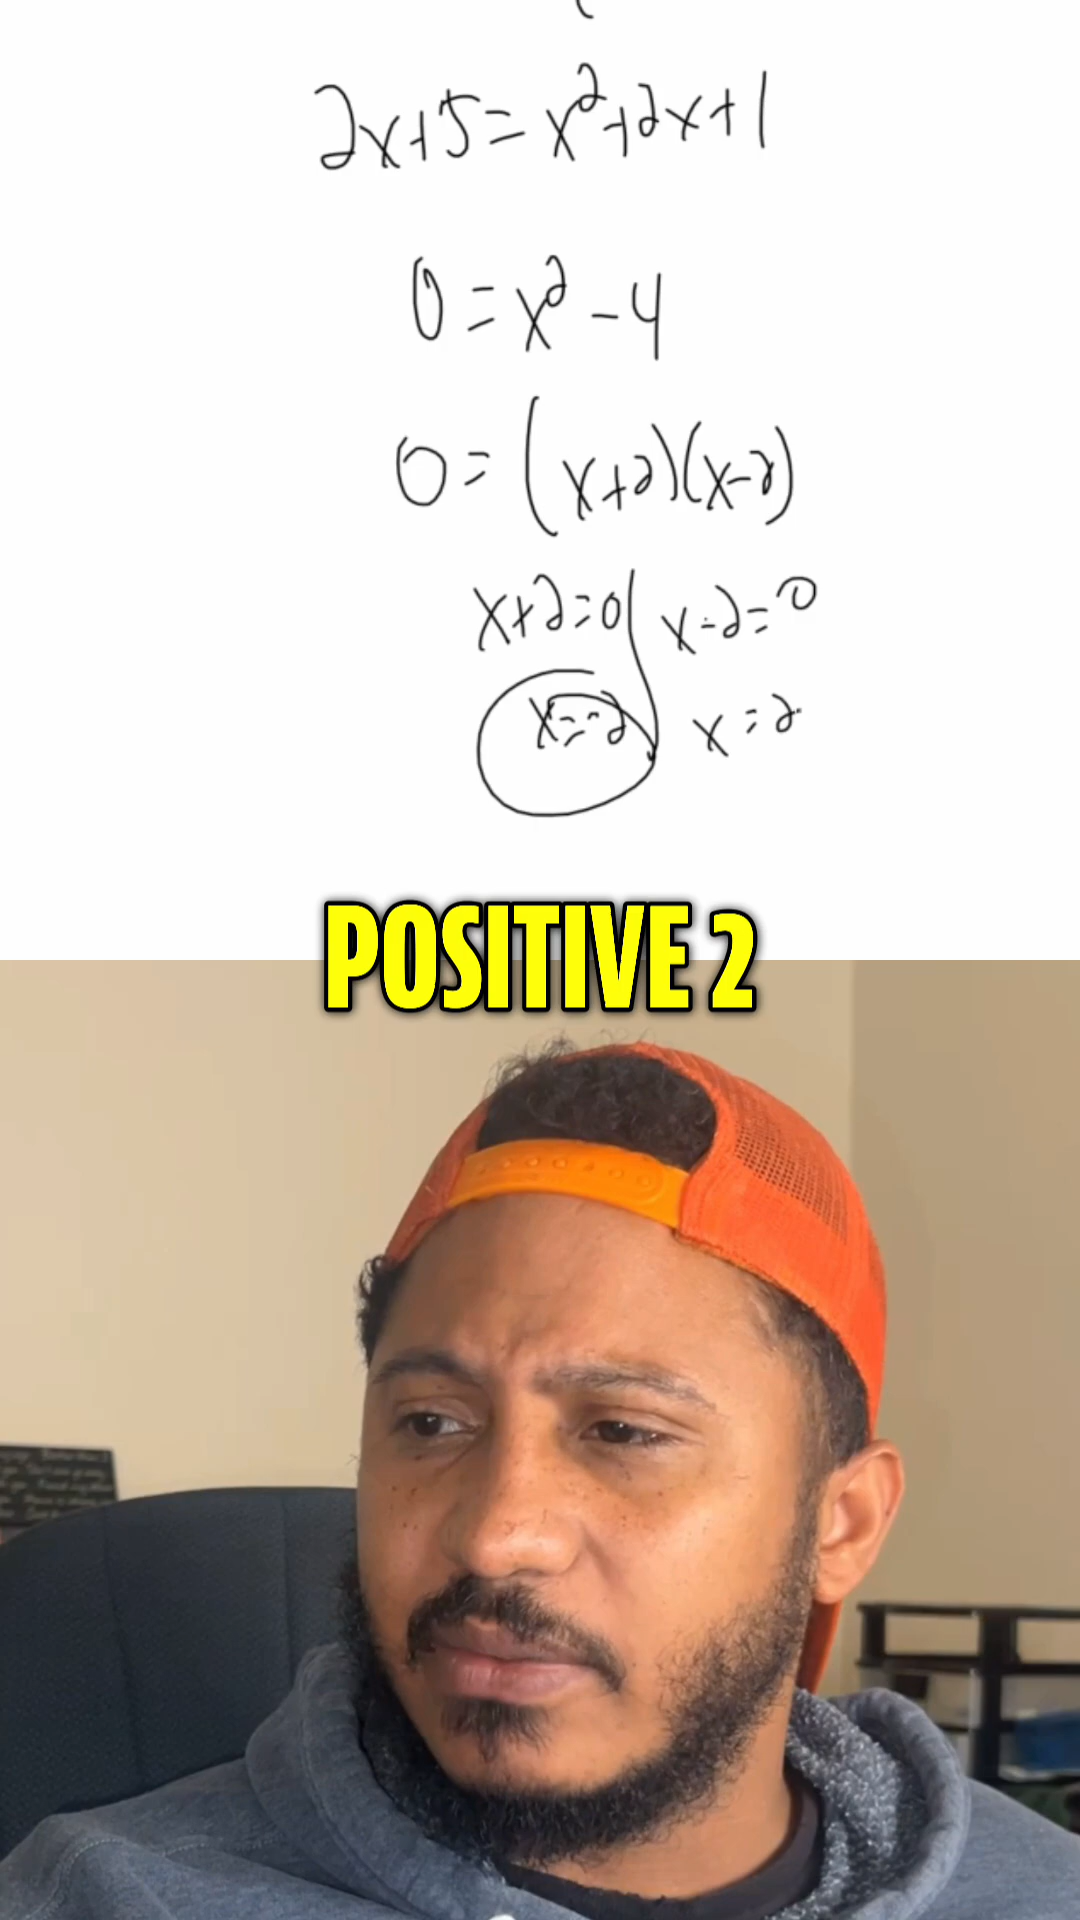 2x+5=x²+2x+1
0=x²-4
0=(x+2)(x-2)
x+2=0 | x-2=0
x=-2 x=2
POSITIVE 2